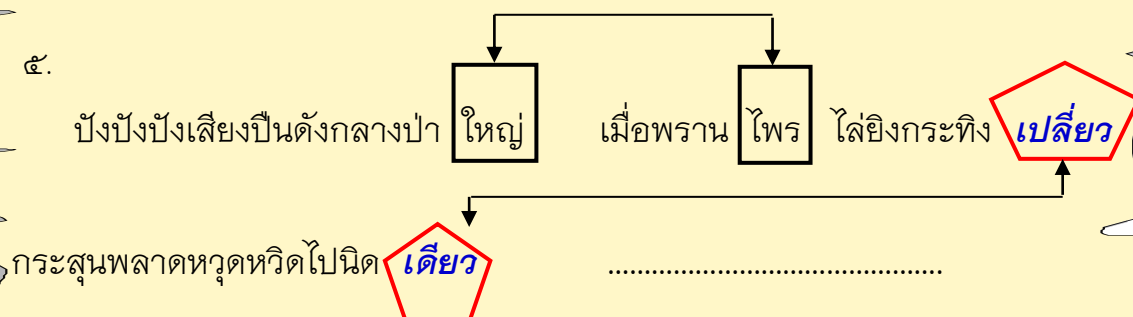 ๕.
ปังปังปังเสียงปืนดังกลางป่า ใหญ่ เมื่อพราน ไพร ไล่ยิงกระทิง เปลี่ยว
กระสุนพลาดหวุดหวิดไปนิด เดียว .............................................